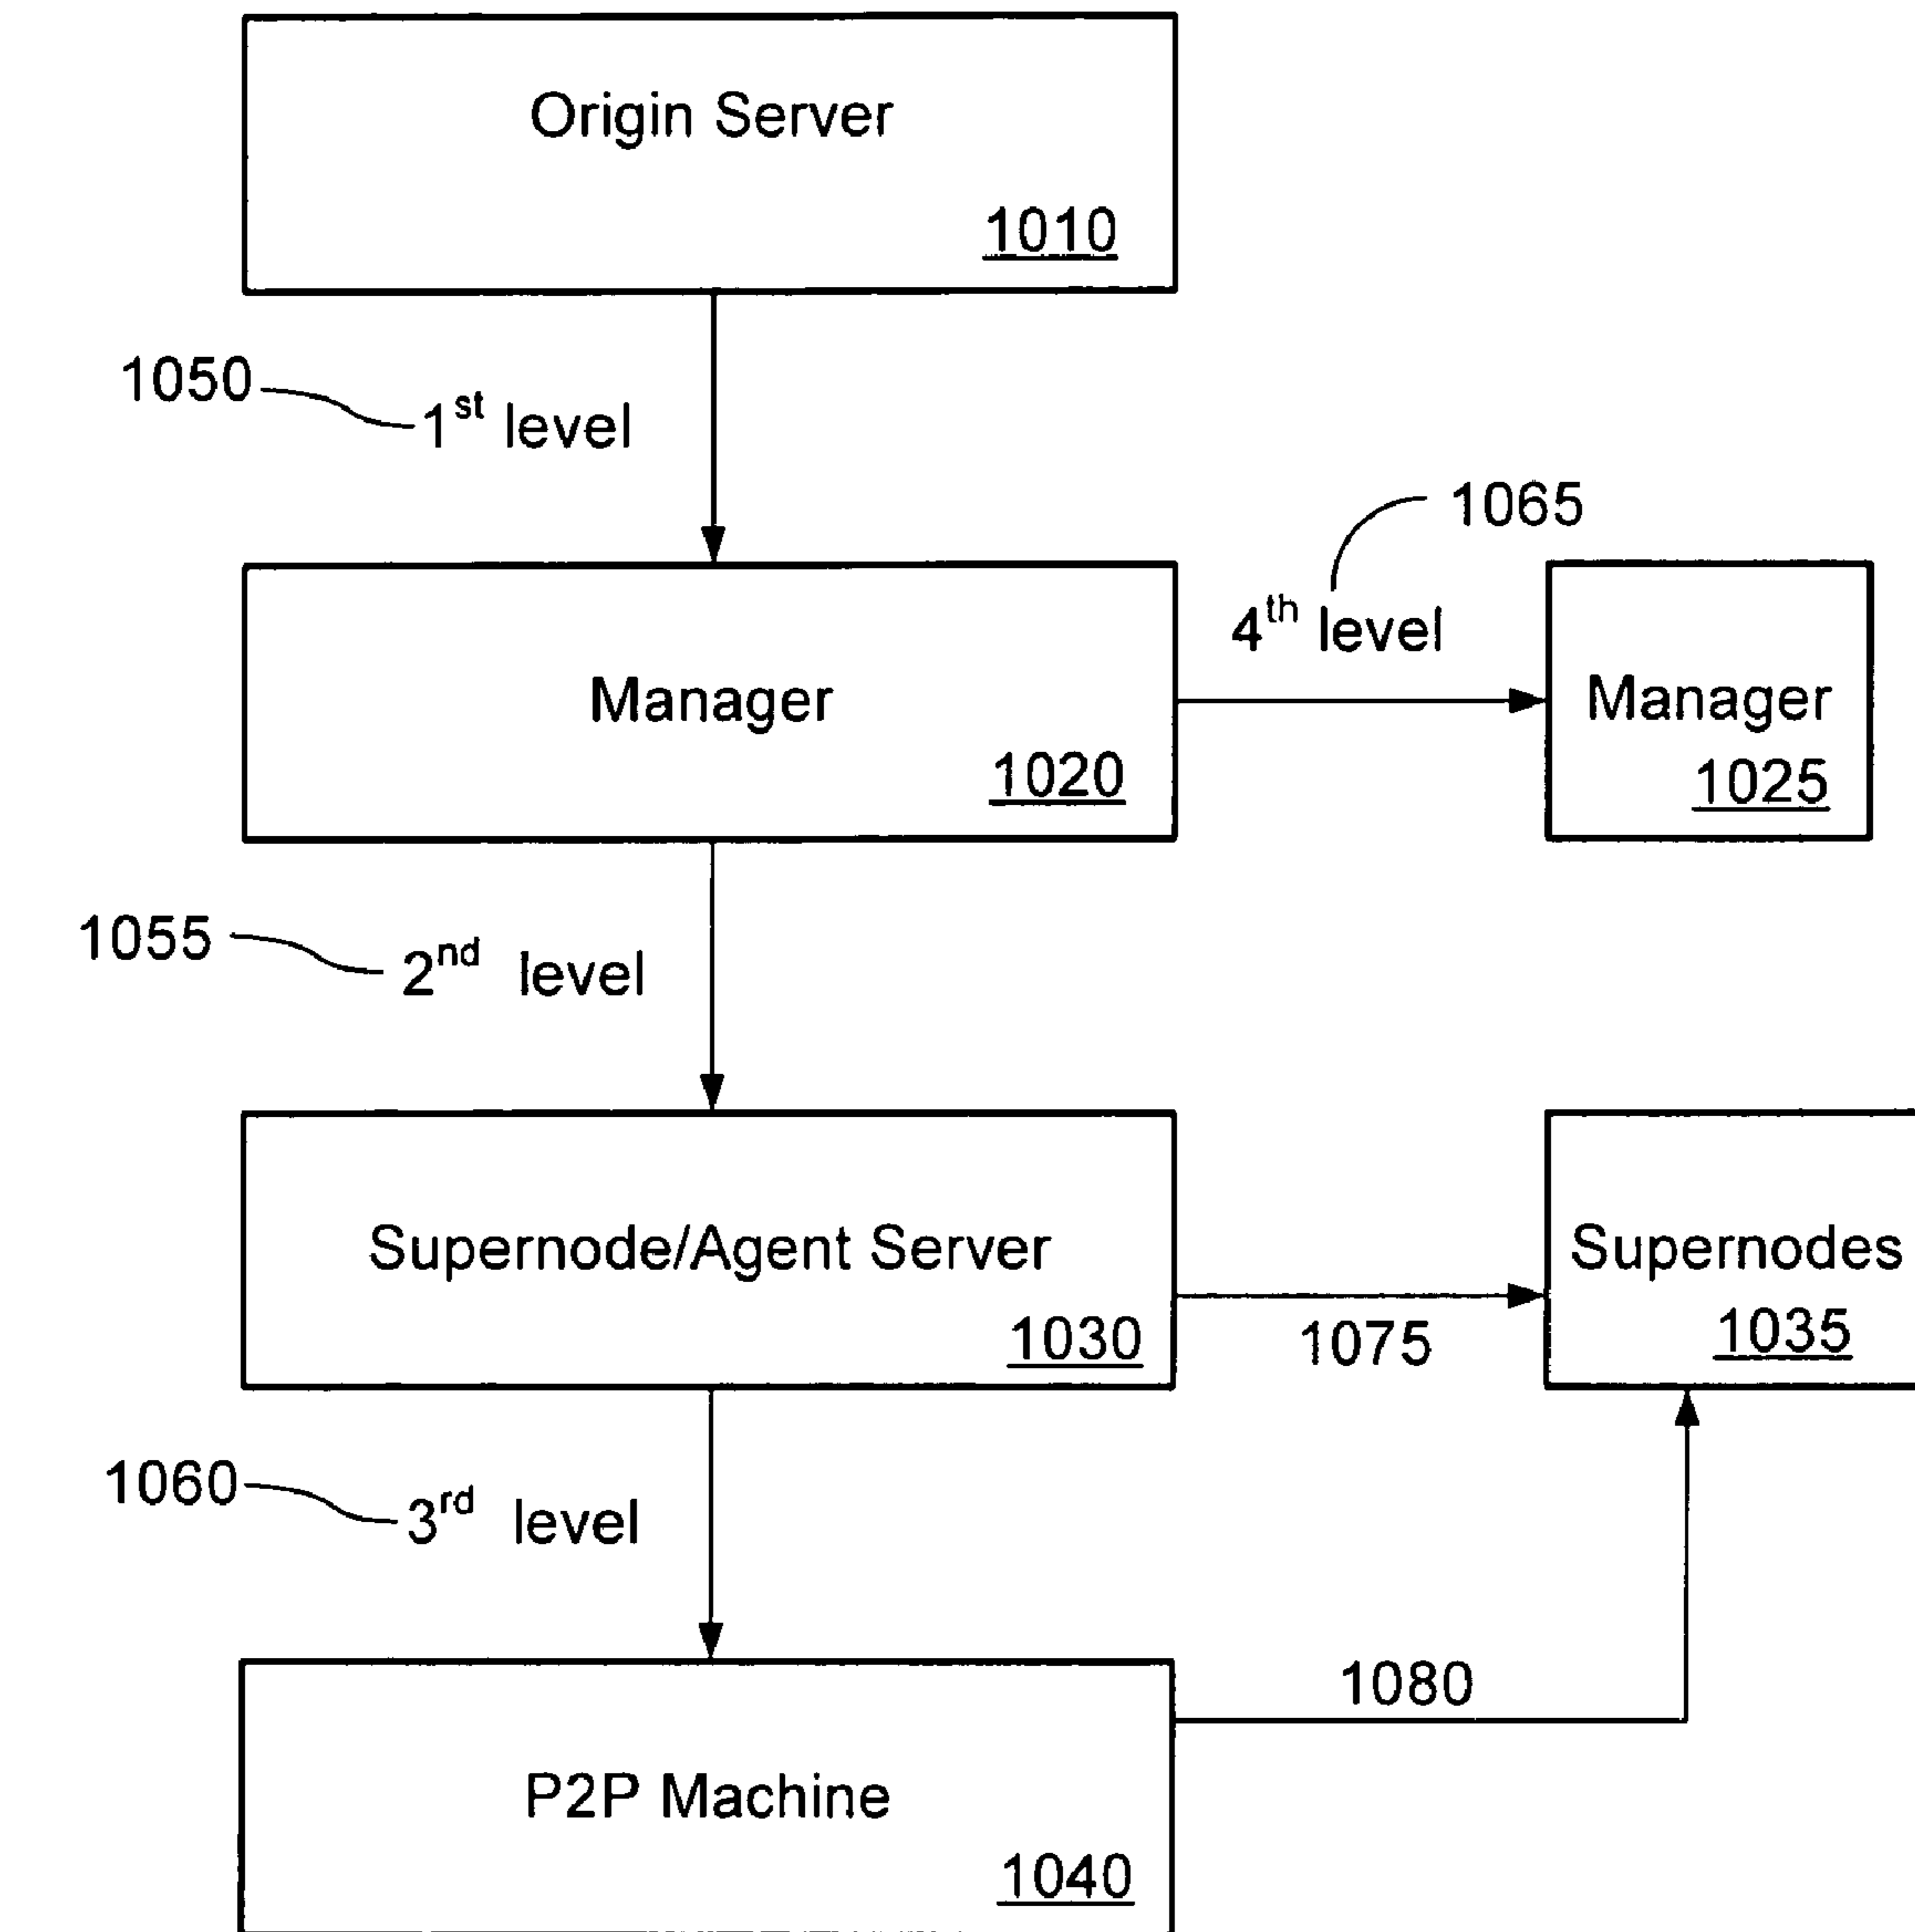 Origin Server
1010
1050
1st level
1065
4th level
Manager
1020
Manager
1025
1055
2nd level
Supernode/Agent Server
1030
1075
Supernodes
1035
1060
3rd level
1080
P2P Machine
1040